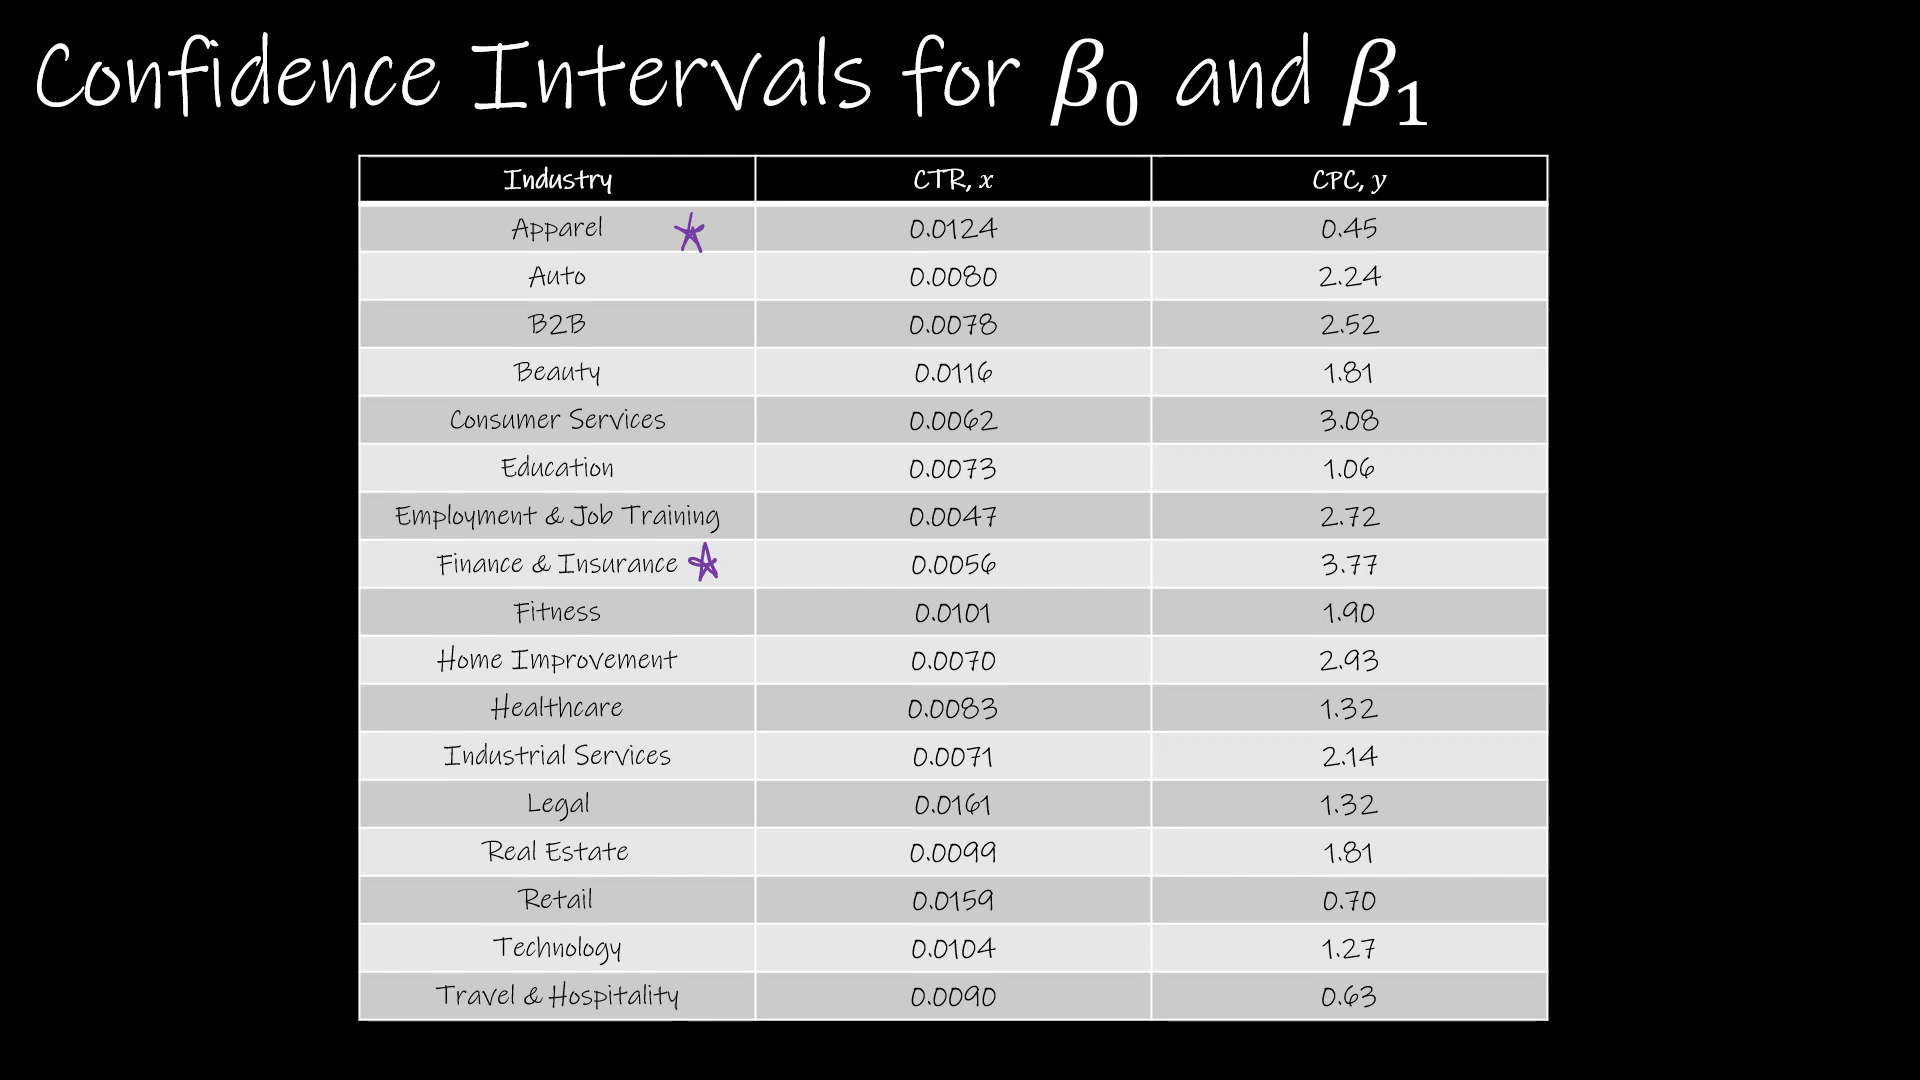 Confidence Intervals for β₀ and β₁
Industry CTR, x CPC, y
Apparel 0.0124 0.45
Auto 0.0080 2.24
B2B 0.0078 2.52
Beauty 0.0116 1.81
Consumer Services 0.0062 3.08
Education 0.0073 1.06
Employment & Job Training 0.0047 2.72
Finance & Insurance 0.0056 3.77
Fitness 0.0101 1.90
Home Improvement 0.0070 2.93
Healthcare 0.0083 1.32
Industrial Services 0.0071 2.14
Legal 0.0161 1.32
Real Estate 0.0099 1.81
Retail 0.0159 0.70
Technology 0.0104 1.27
Travel & Hospitality 0.0090 0.63